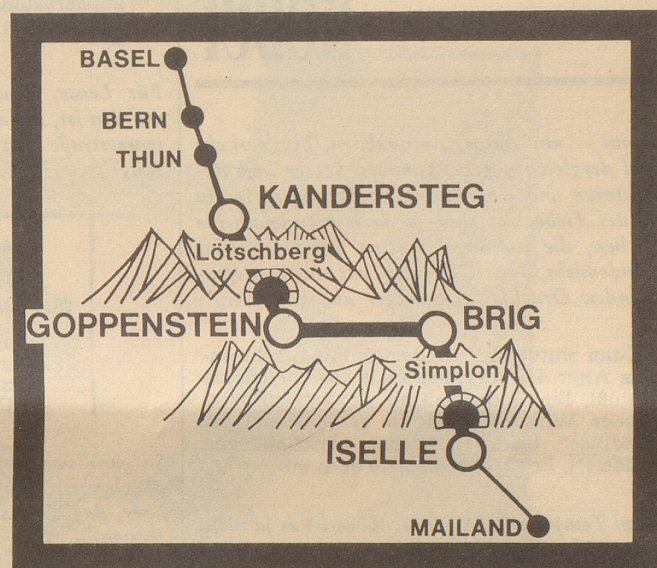 BASEL
BERN
THUN
KANDERSTEG
Lötschberg
GOPPENSTEIN
BRIG
Simplon
ISELLE
MAILAND